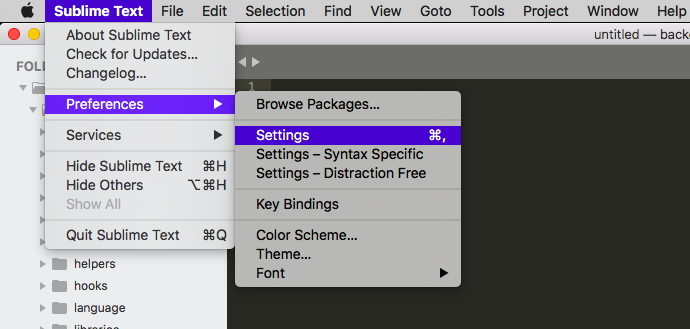 Sublime Text File Edit Selection Find View Goto Tools Project Window Help
untitled — back
FOL
1
About Sublime Text
Check for Updates...
Changelog...
Preferences
Services
Hide Sublime Text ⌘H
Hide Others ⌥⌘H
Show All
Quit Sublime Text ⌘Q
Browse Packages...
Settings ⌘,
Settings – Syntax Specific
Settings – Distraction Free
Key Bindings
Color Scheme...
Theme...
Font
helpers
hooks
language